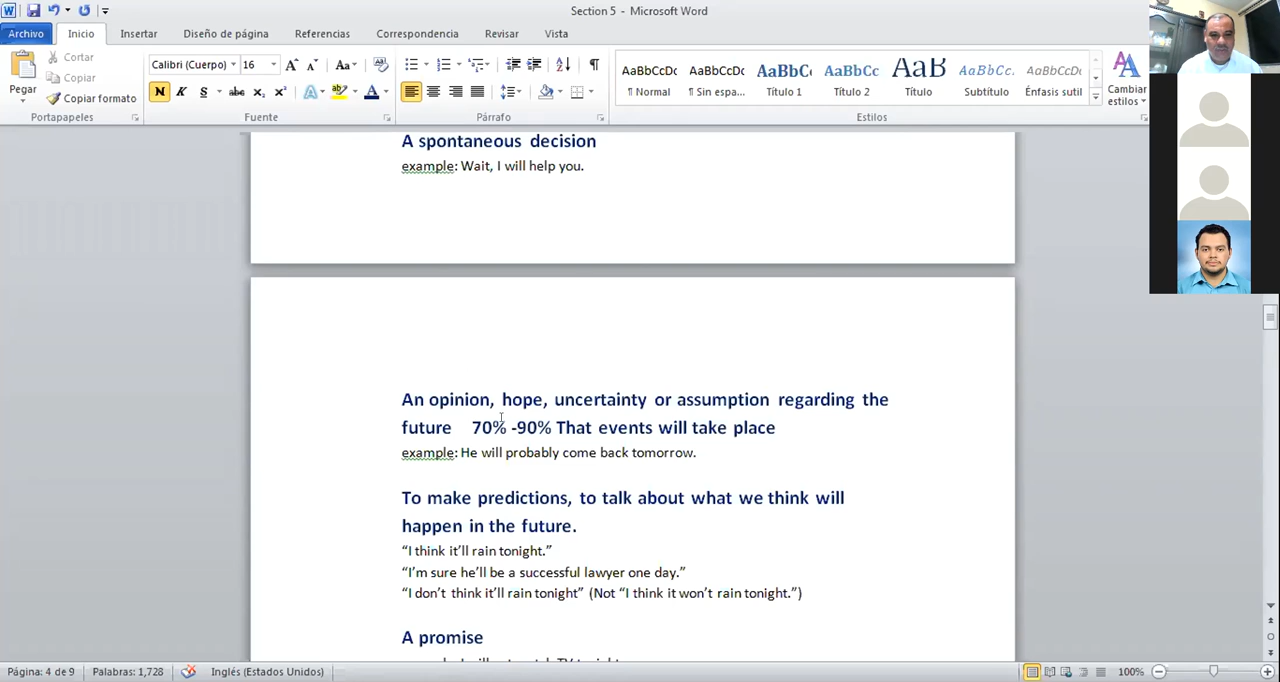 Section 5 - Microsoft Word
Archivo Inicio Insertar Diseño de página Referencias Correspondencia Revisar Vista
Pegar
Cortar
Copiar
Copiar formato
Portapapeles
Calibri (Cuerpo) 16
N K S abc x₂ x² A ab A
Fuente
Párrafo
AaBbCcDc AaBbCcDc AaBbC AaBbCc AaB AaBbCc. AaBbCcDc
¶ Normal ¶ Sin espa... Título 1 Título 2 Título Subtítulo Énfasis sutil
Cambiar
estilos
Estilos
A spontaneous decision
example: Wait, I will help you.
An opinion, hope, uncertainty or assumption regarding the
future 70% -90% That events will take place
example: He will probably come back tomorrow.
To make predictions, to talk about what we think will
happen in the future.
“I think it’ll rain tonight.”
“I’m sure he’ll be a successful lawyer one day.”
“I don’t think it’ll rain tonight” (Not “I think it won’t rain tonight.”)
A promise
Página: 4 de 9 Palabras: 1,728 Inglés (Estados Unidos) 100%